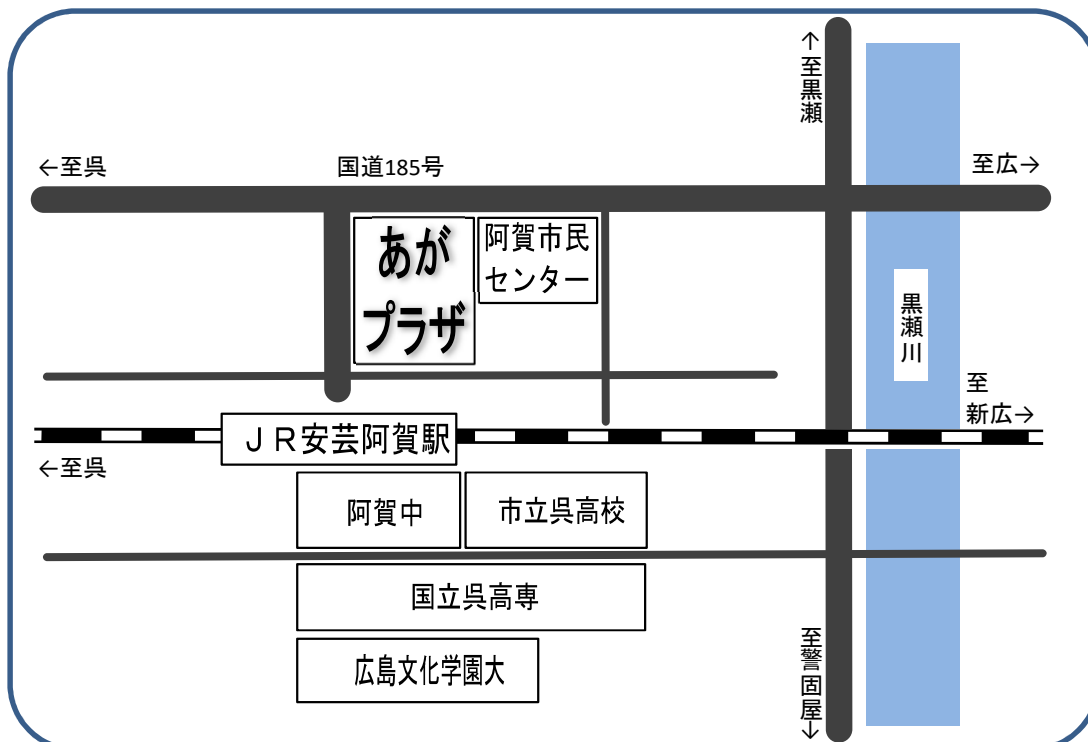 ↑至黒瀬
←至呉
国道185号
至広→
あが
プラザ
阿賀市民
センター
黒瀬川
至
新広→
ＪＲ安芸阿賀駅
←至呉
阿賀中
市立呉高校
国立呉高専
広島文化学園大
至警固屋↓